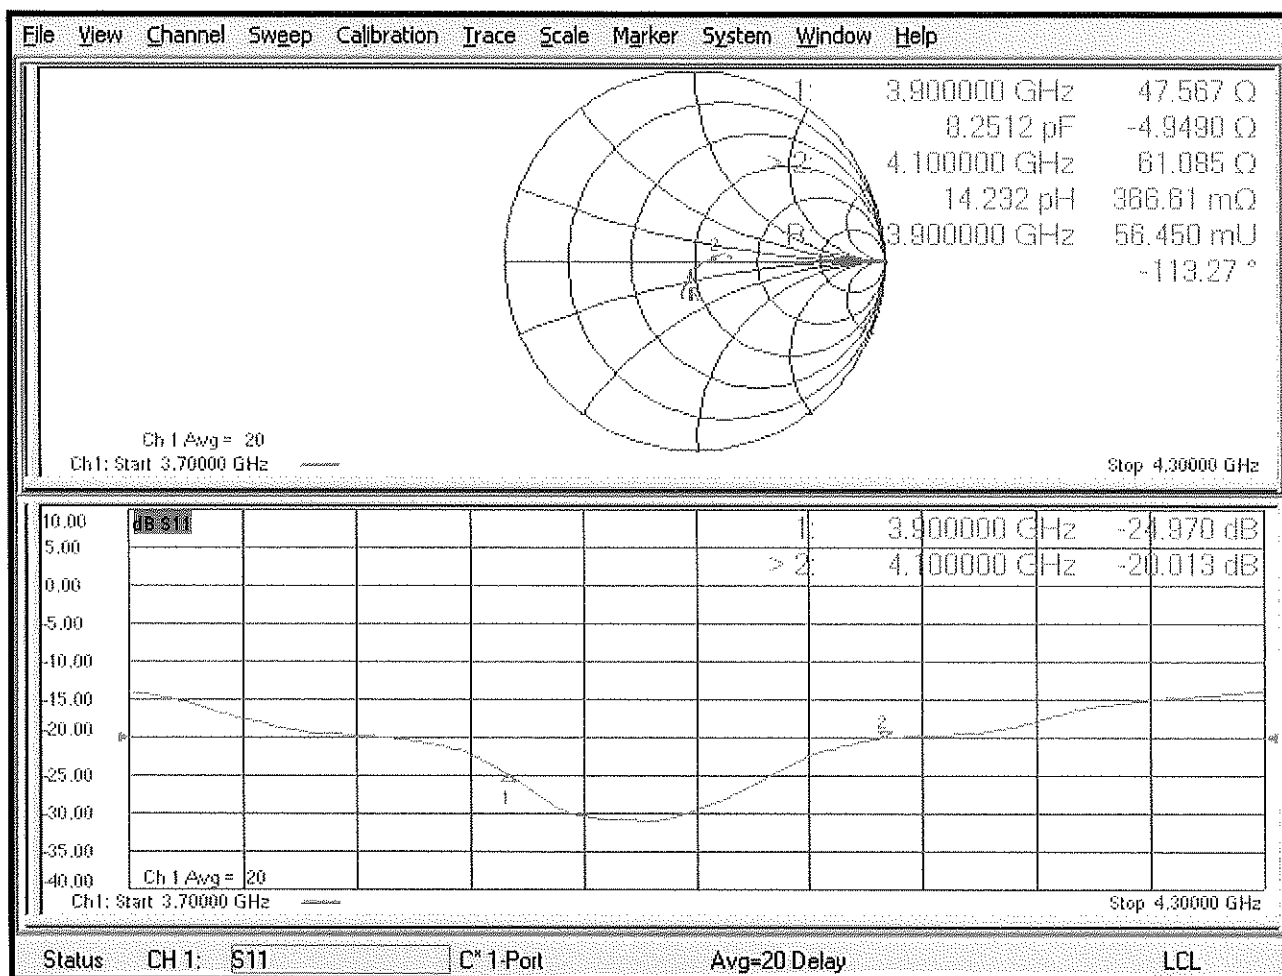 File View Channel Sweep Calibration Trace Scale Marker System Window Help
1: 3.900000 GHz 47.567 Ω
8.2512 pF -4.9490 Ω
> 2: 4.100000 GHz 61.085 Ω
14.232 pH 366.61 mΩ
R: 3.900000 GHz 56.450 mU
-113.27 °
2
Ch 1 Avg = 20
Ch1: Start 3.70000 GHz
Stop 4.30000 GHz
10.00
dB S11
1: 3.900000 GHz -24.970 dB
5.00
> 2: 4.100000 GHz -20.013 dB
0.00
-5.00
-10.00
-15.00
-20.00
2
-25.00
1
-30.00
-35.00
-40.00
Ch 1 Avg = 20
Ch1: Start 3.70000 GHz
Stop 4.30000 GHz
Status CH 1: S11 C* 1-Port Avg=20 Delay LCL